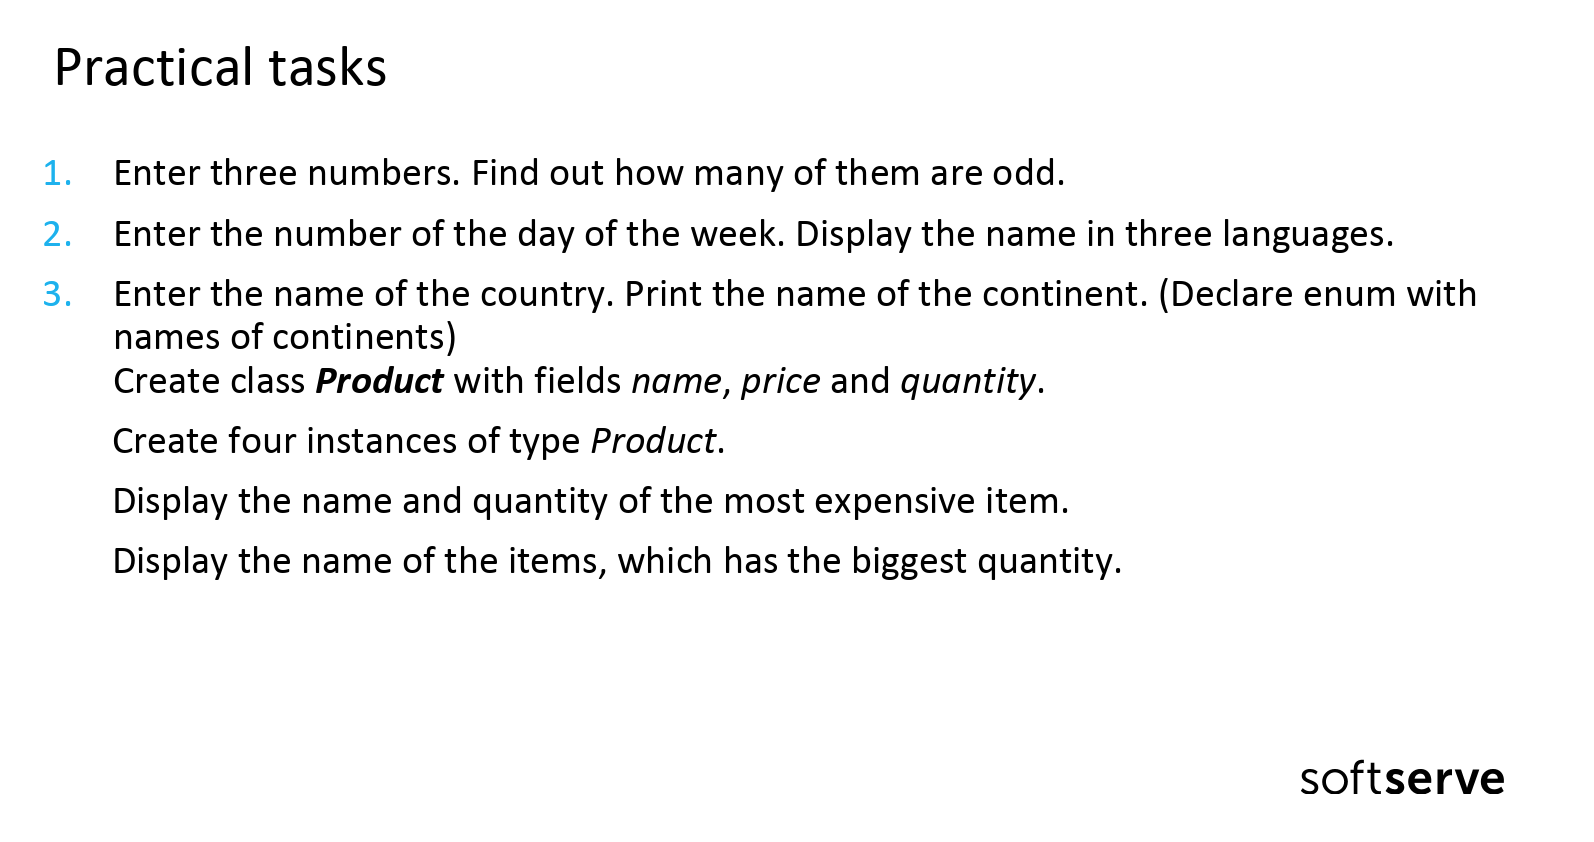 Practical tasks
1. Enter three numbers. Find out how many of them are odd.
2. Enter the number of the day of the week. Display the name in three languages.
3. Enter the name of the country. Print the name of the continent. (Declare enum with
names of continents)
Create class Product with fields name, price and quantity.
Create four instances of type Product.
Display the name and quantity of the most expensive item.
Display the name of the items, which has the biggest quantity.
softserve